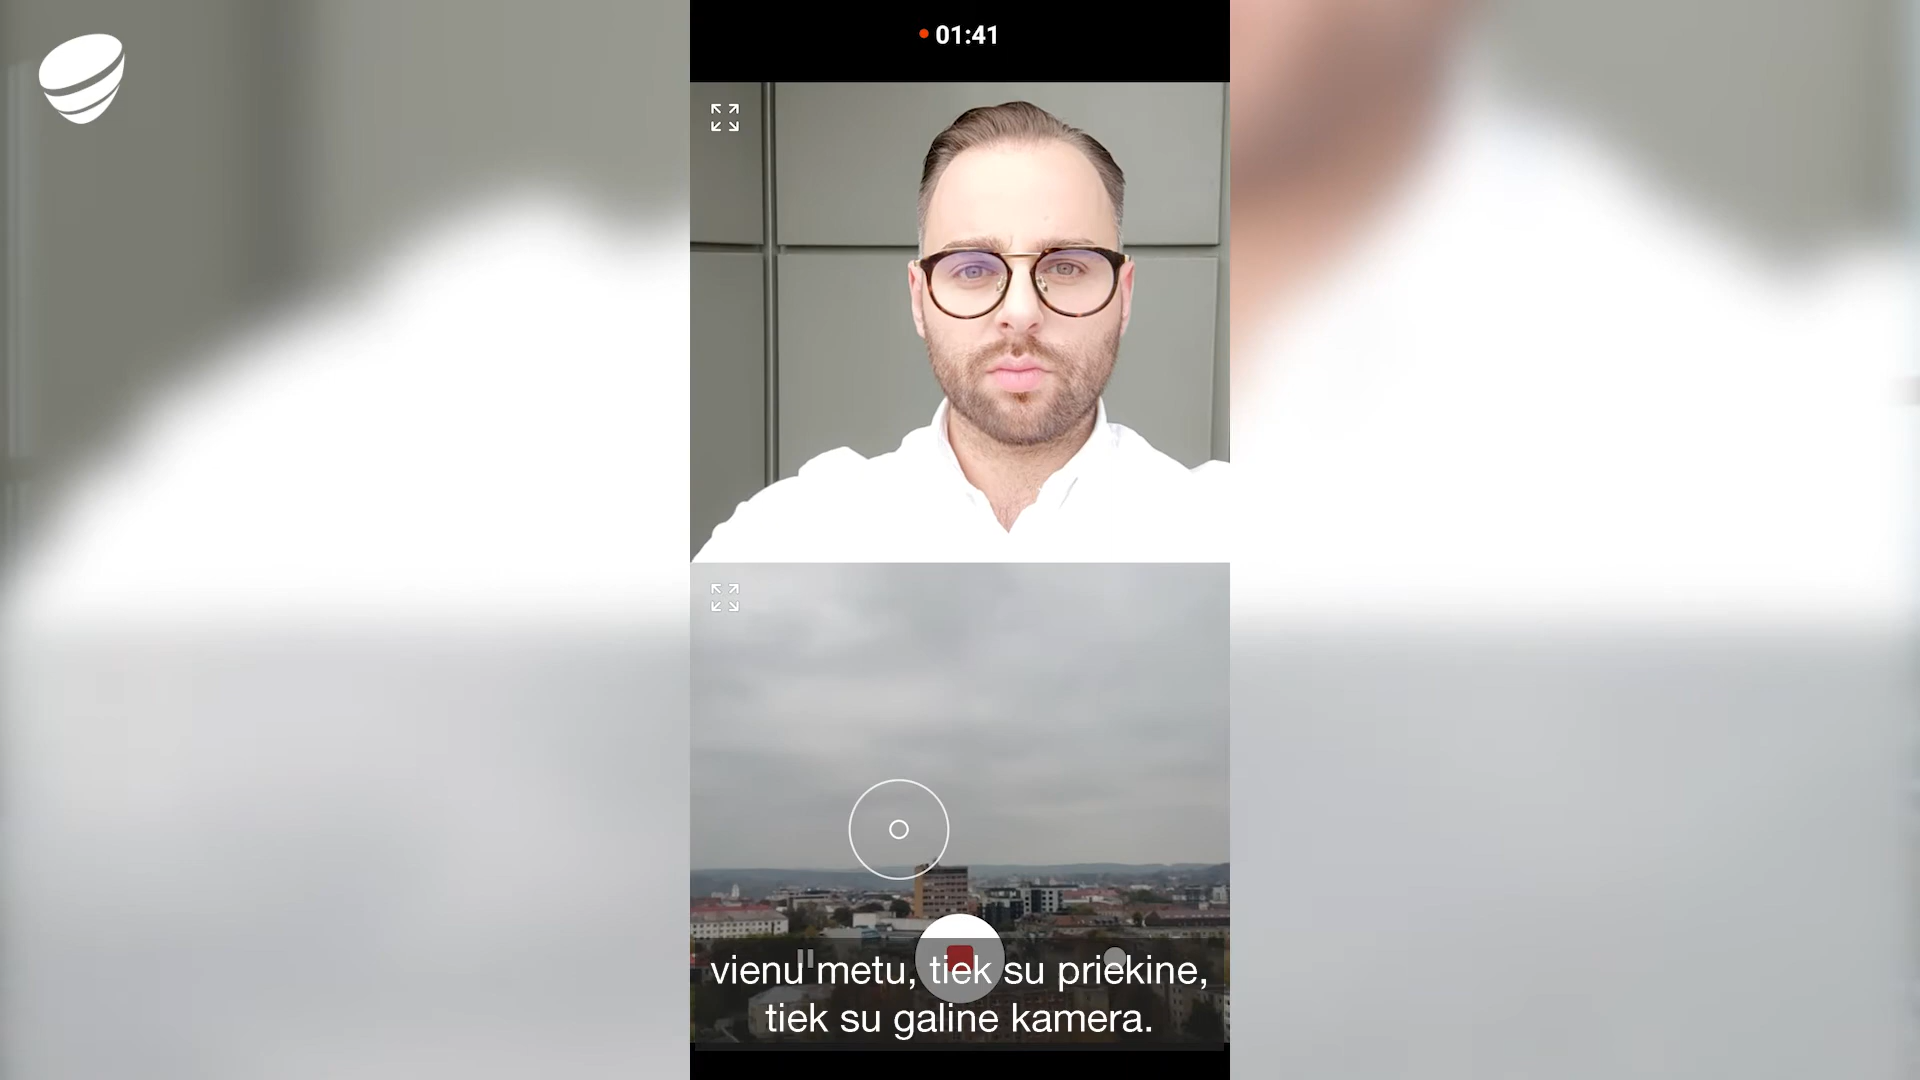 01:41
vienu metu, tiek su priekine,
tiek su galine kamera.